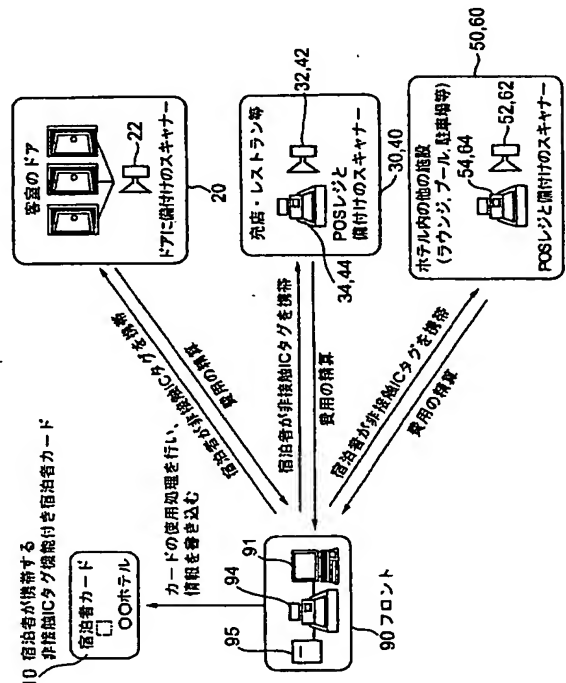 10 宿泊者が携帯する
非接触ICタグ機能付き宿泊者カード
宿泊者カード
〇〇ホテル
カードの使用処理を行い、
情報を書き込む
95
94
91
90 フロント
宿泊者が非接触ICタグを携帯
費用の精算
宿泊者が非接触ICタグを携帯
費用の精算
宿泊者が非接触ICタグを携帯
費用の精算
客室のドア
22
ドアに備付けのスキャナー
20
売店・レストラン等
32,42
34,44
POSレジと
備付けのスキャナー
30,40
50,60
ホテル内の他の施設
(ラウンジ、プール、駐車場等)
54,64
52,62
POSレジと備付けのスキャナー